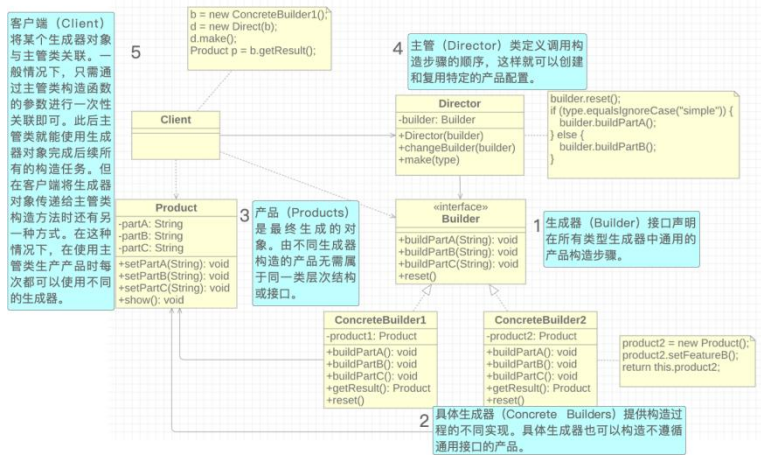 客户端（Client）
将某个生成器对象
与主管类关联。一
般情况下，只需通
过主管类构造函数
的参数进行一次性
关联即可。此后主
管类就能使用生成
器对象完成后续所
有的构造任务。但
在客户端将生成器
对象传递给主管类
构造方法时还有另
一种方式。在这种
情况下，在使用主
管类生产产品时每
次都可以使用不同
的生成器。
5
b = new ConcreteBuilder1();
d = new Direct(b);
d.make();
Product p = b.getResult();
4
主管（Director）类定义调用构
造步骤的顺序，这样就可以创建
和复用特定的产品配置。
Client
Director
-builder: Builder
+Director(builder)
+changeBuilder(builder)
+make(type)
builder.reset();
if (type.equalsIgnoreCase("simple")) {
builder.buildPartA();
} else {
builder.buildPartB();
}
Product
-partA: String
-partB: String
-partC: String
+setPartA(String): void
+setPartB(String): void
+setPartC(String): void
+show(): void
3
产品（Products）
是最终生成的对
象。由不同生成器
构造的产品无需属
于同一类层次结构
或接口。
«interface»
Builder
+buildPartA(String): void
+buildPartB(String): void
+buildPartC(String): void
+reset()
1
生成器（Builder）接口声明
在所有类型生成器中通用的
产品构造步骤。
ConcreteBuilder1
-product1: Product
+buildPartA(): void
+buildPartB(): void
+buildPartC(): void
+getResult(): Product
+reset()
ConcreteBuilder2
-product2: Product
+buildPartA(): void
+buildPartB(): void
+buildPartC(): void
+getResult(): Product
+reset()
product2 = new Product();
product2.setFeatureB();
return this.product2;
2
具体生成器（Concrete Builders）提供构造过
程的不同实现。具体生成器也可以构造不遵循
通用接口的产品。